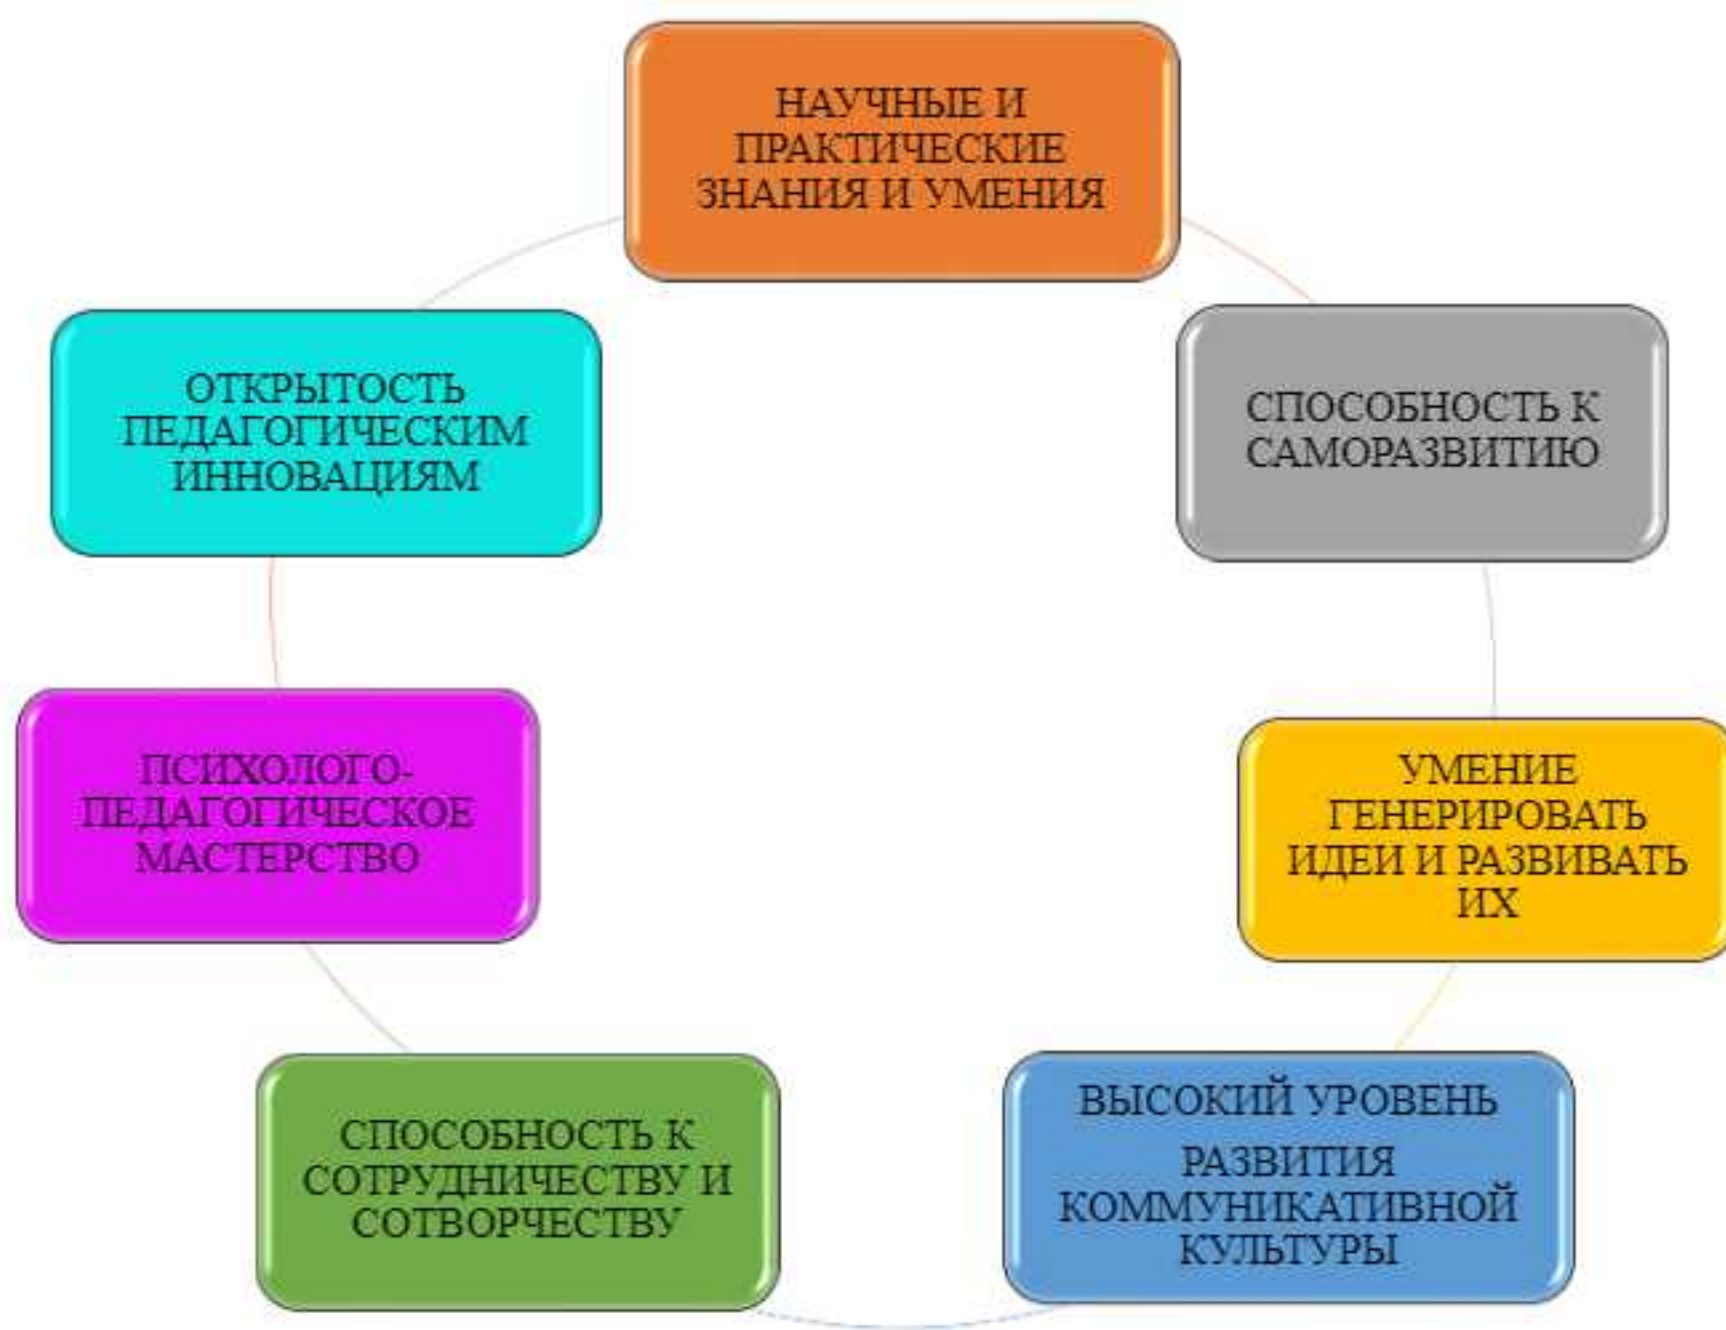 НАУЧНЫЕ И
ПРАКТИЧЕСКИЕ
ЗНАНИЯ И УМЕНИЯ
СПОСОБНОСТЬ К
САМОРАЗВИТИЮ
УМЕНИЕ
ГЕНЕРИРОВАТЬ
ИДЕИ И РАЗВИВАТЬ
ИХ
ВЫСОКИЙ УРОВЕНЬ
РАЗВИТИЯ
КОММУНИКАТИВНОЙ
КУЛЬТУРЫ
СПОСОБНОСТЬ К
СОТРУДНИЧЕСТВУ И
СОТВОРЧЕСТВУ
ПСИХОЛОГО-
ПЕДАГОГИЧЕСКОЕ
МАСТЕРСТВО
ОТКРЫТОСТЬ
ПЕДАГОГИЧЕСКИМ
ИННОВАЦИЯМ